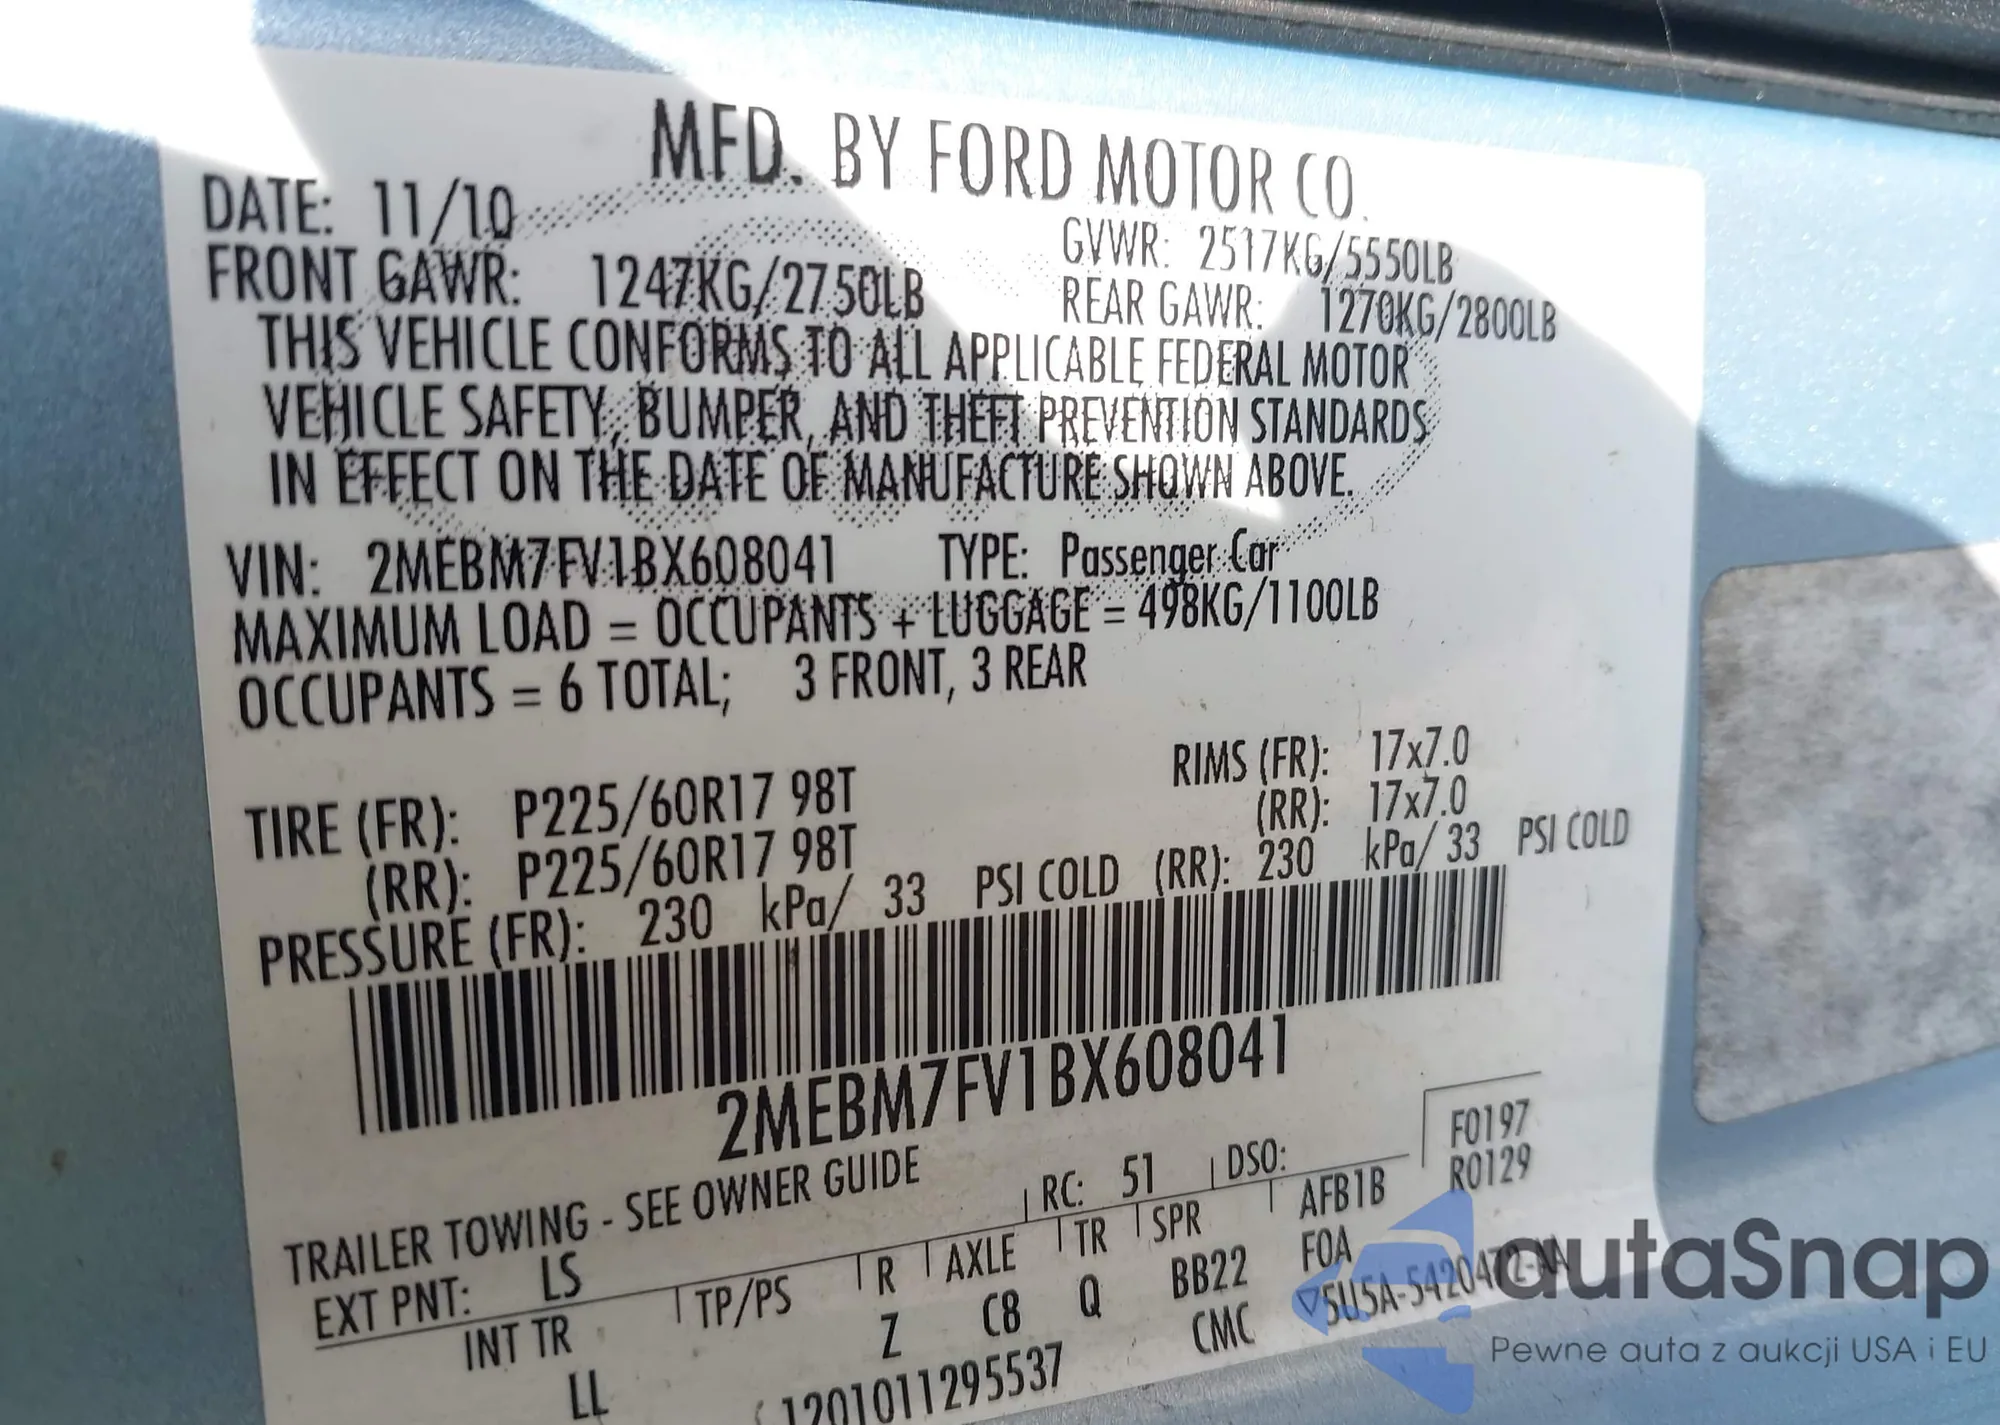 MFD. BY FORD MOTOR CO.
DATE: 11/10
GVWR: 2517KG/5550LB
FRONT GAWR: 1247KG/2750LB
REAR GAWR: 1270KG/2800LB
THIS VEHICLE CONFORMS TO ALL APPLICABLE FEDERAL MOTOR
VEHICLE SAFETY, BUMPER, AND THEFT PREVENTION STANDARDS
IN EFFECT ON THE DATE OF MANUFACTURE SHOWN ABOVE.
VIN: 2MEBM7FV1BX608041 TYPE: Passenger Car
MAXIMUM LOAD = OCCUPANTS + LUGGAGE = 498KG/1100LB
OCCUPANTS = 6 TOTAL; 3 FRONT, 3 REAR
TIRE (FR): P225/60R17 98T RIMS (FR): 17x7.0
(RR): P225/60R17 98T (RR): 17x7.0
PRESSURE (FR): 230 kPa/ 33 PSI COLD (RR): 230 kPa/ 33 PSI COLD
2MEBM7FV1BX608041
F0197
R0129
TRAILER TOWING - SEE OWNER GUIDE RC: 51 DSO:
EXT PNT: LS
INT TR TP/PS R AXLE TR SPR AFB1B
LL Z C8 Q BB22 FOA
CMC ▽5U5A-5420472-AA
1201011295537
autaSnap
Pewne auta z aukcji USA i EU